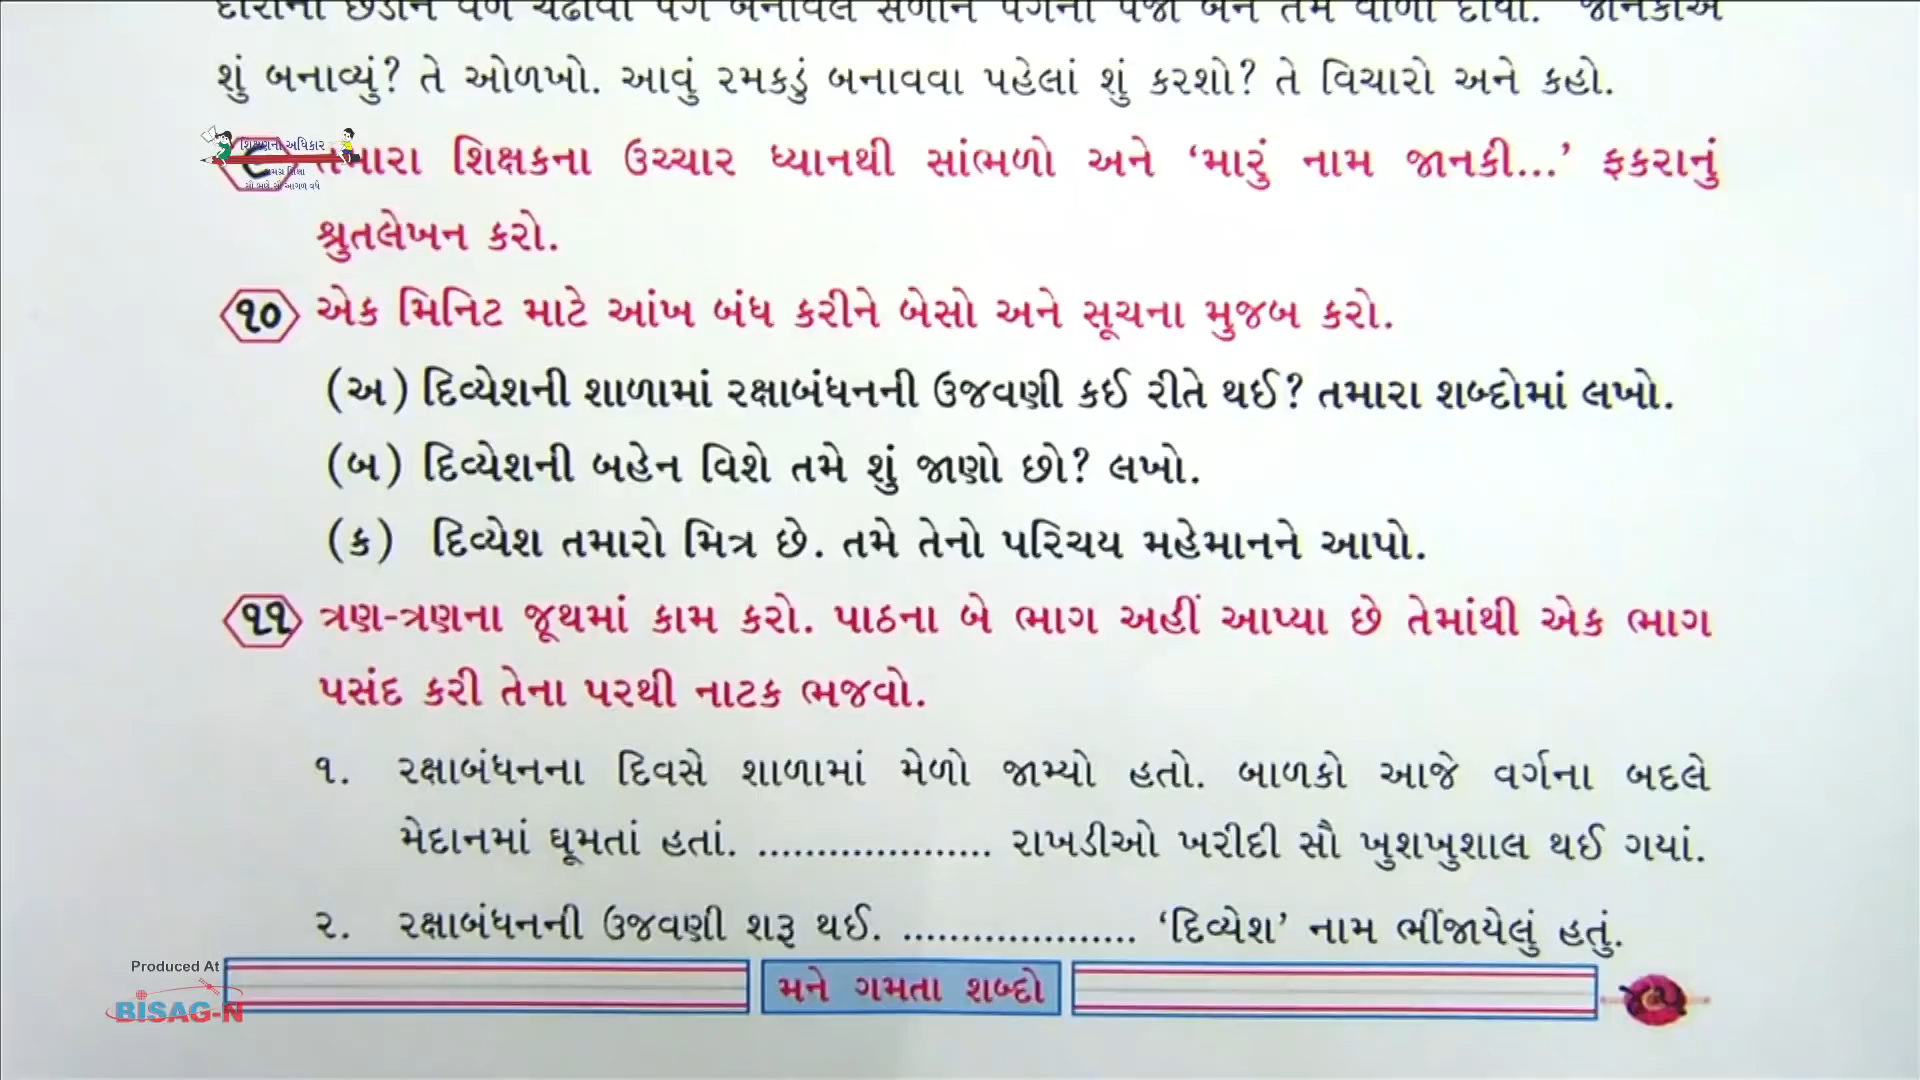 શું બનાવ્યું? તે ઓળખો. આવું રમકડું બનાવવા પહેલાં શું કરશો? તે વિચારો અને કહો.
શિક્ષણનો અધિકાર
૯ તમારા શિક્ષકના ઉચ્ચાર ધ્યાનથી સાંભળો અને ‘મારું નામ જાનકી...’ ફકરાનું
શ્રુતલેખન કરો.
૧૦ એક મિનિટ માટે આંખ બંધ કરીને બેસો અને સૂચના મુજબ કરો.
(અ) દિવ્યેશની શાળામાં રક્ષાબંધનની ઉજવણી કઈ રીતે થઈ? તમારા શબ્દોમાં લખો.
(બ) દિવ્યેશની બહેન વિશે તમે શું જાણો છો? લખો.
(ક) દિવ્યેશ તમારો મિત્ર છે. તમે તેનો પરિચય મહેમાનને આપો.
૧૧ ત્રણ-ત્રણના જૂથમાં કામ કરો. પાઠના બે ભાગ અહીં આપ્યા છે તેમાંથી એક ભાગ
પસંદ કરી તેના પરથી નાટક ભજવો.
૧. રક્ષાબંધનના દિવસે શાળામાં મેળો જામ્યો હતો. બાળકો આજે વર્ગના બદલે
મેદાનમાં ઘૂમતાં હતાં. .................... રાખડીઓ ખરીદી સૌ ખુશખુશાલ થઈ ગયાં.
૨. રક્ષાબંધનની ઉજવણી શરૂ થઈ. .................... ‘દિવ્યેશ’ નામ ભીંજાયેલું હતું.
Produced At
BISAG-N
મને ગમતા શબ્દો
૪૫